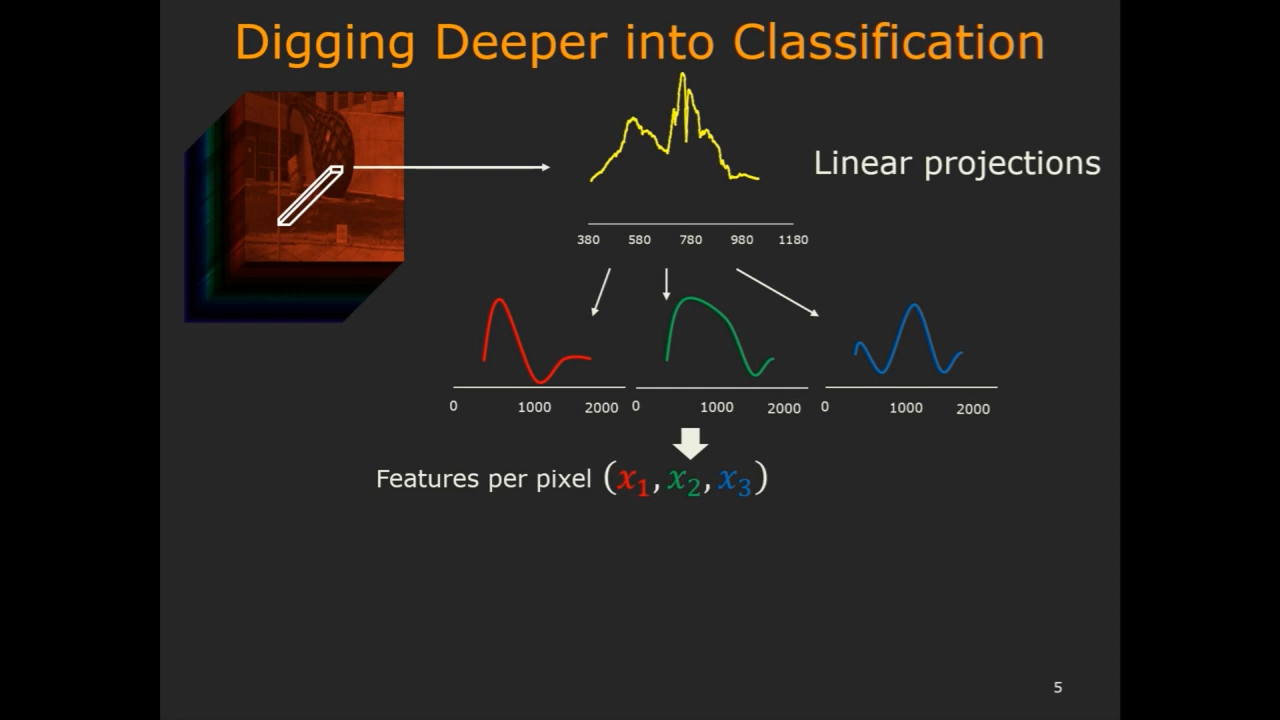 Digging Deeper into Classification
Linear projections
380 580 780 980 1180
0 1000 2000 0 1000 2000 0 1000 2000
Features per pixel (x₁, x₂, x₃)
5